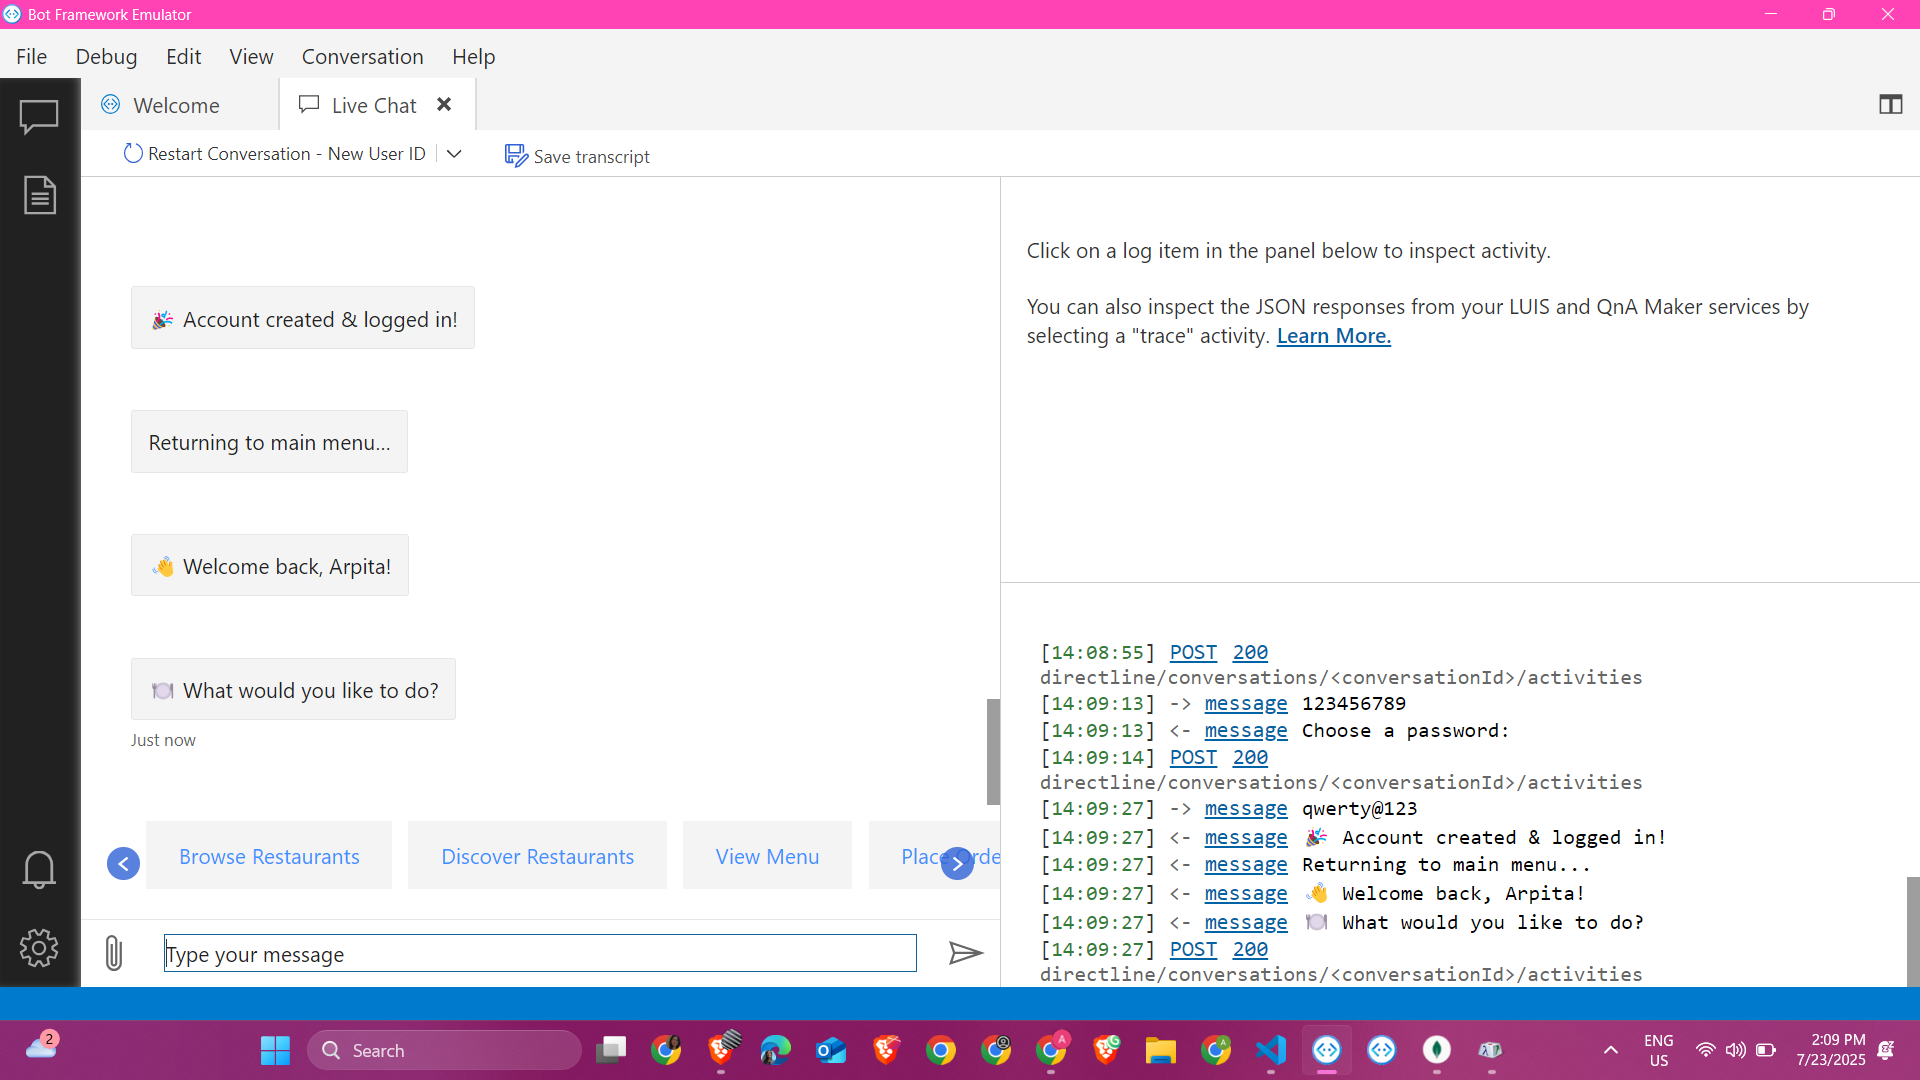 Bot Framework Emulator
File Debug Edit View Conversation Help
Welcome
Live Chat
Restart Conversation - New User ID
Save transcript
🎉 Account created & logged in!
Returning to main menu...
👋 Welcome back, Arpita!
🍽️ What would you like to do?
Just now
Browse Restaurants
Discover Restaurants
View Menu
Place Orde
Type your message
Click on a log item in the panel below to inspect activity.
You can also inspect the JSON responses from your LUIS and QnA Maker services by
selecting a "trace" activity. Learn More.
[14:08:55] POST 200
directline/conversations/<conversationId>/activities
[14:09:13] -> message 123456789
[14:09:13] <- message Choose a password:
[14:09:14] POST 200
directline/conversations/<conversationId>/activities
[14:09:27] -> message qwerty@123
[14:09:27] <- message 🎉 Account created & logged in!
[14:09:27] <- message Returning to main menu...
[14:09:27] <- message 👋 Welcome back, Arpita!
[14:09:27] <- message 🍽️ What would you like to do?
[14:09:27] POST 200
directline/conversations/<conversationId>/activities
2
Search
ENG
US
2:09 PM
7/23/2025